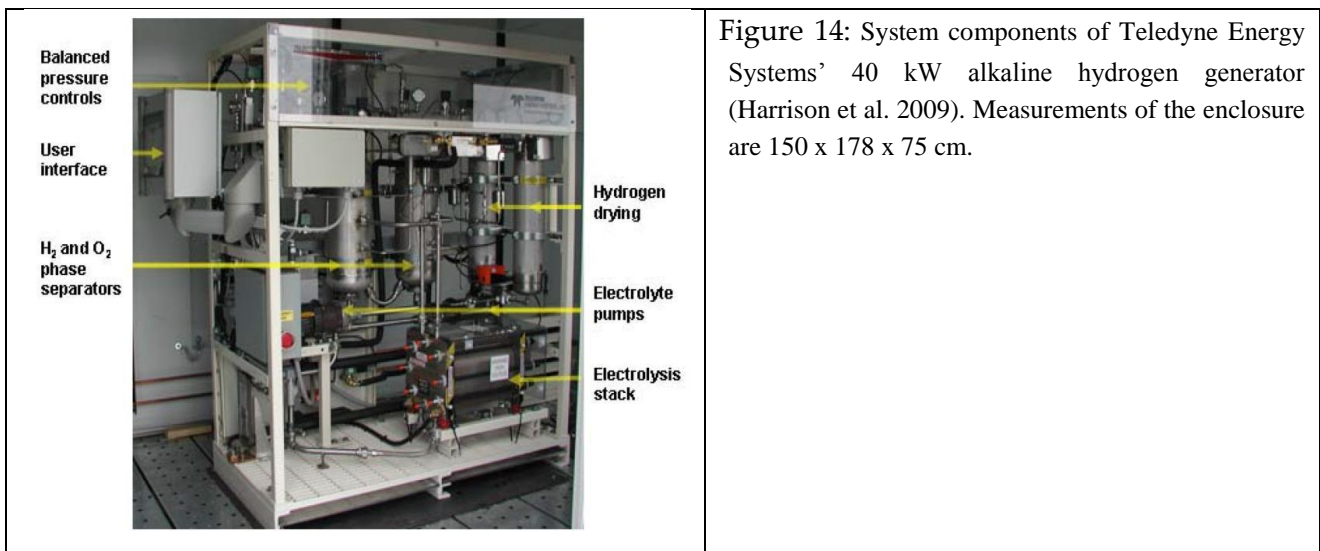 Balanced
pressure
controls
User
interface
H₂ and O₂
phase
separators
Hydrogen
drying
Electrolyte
pumps
Electrolysis
stack
Figure 14: System components of Teledyne Energy
Systems’ 40 kW alkaline hydrogen generator
(Harrison et al. 2009). Measurements of the enclosure
are 150 x 178 x 75 cm.